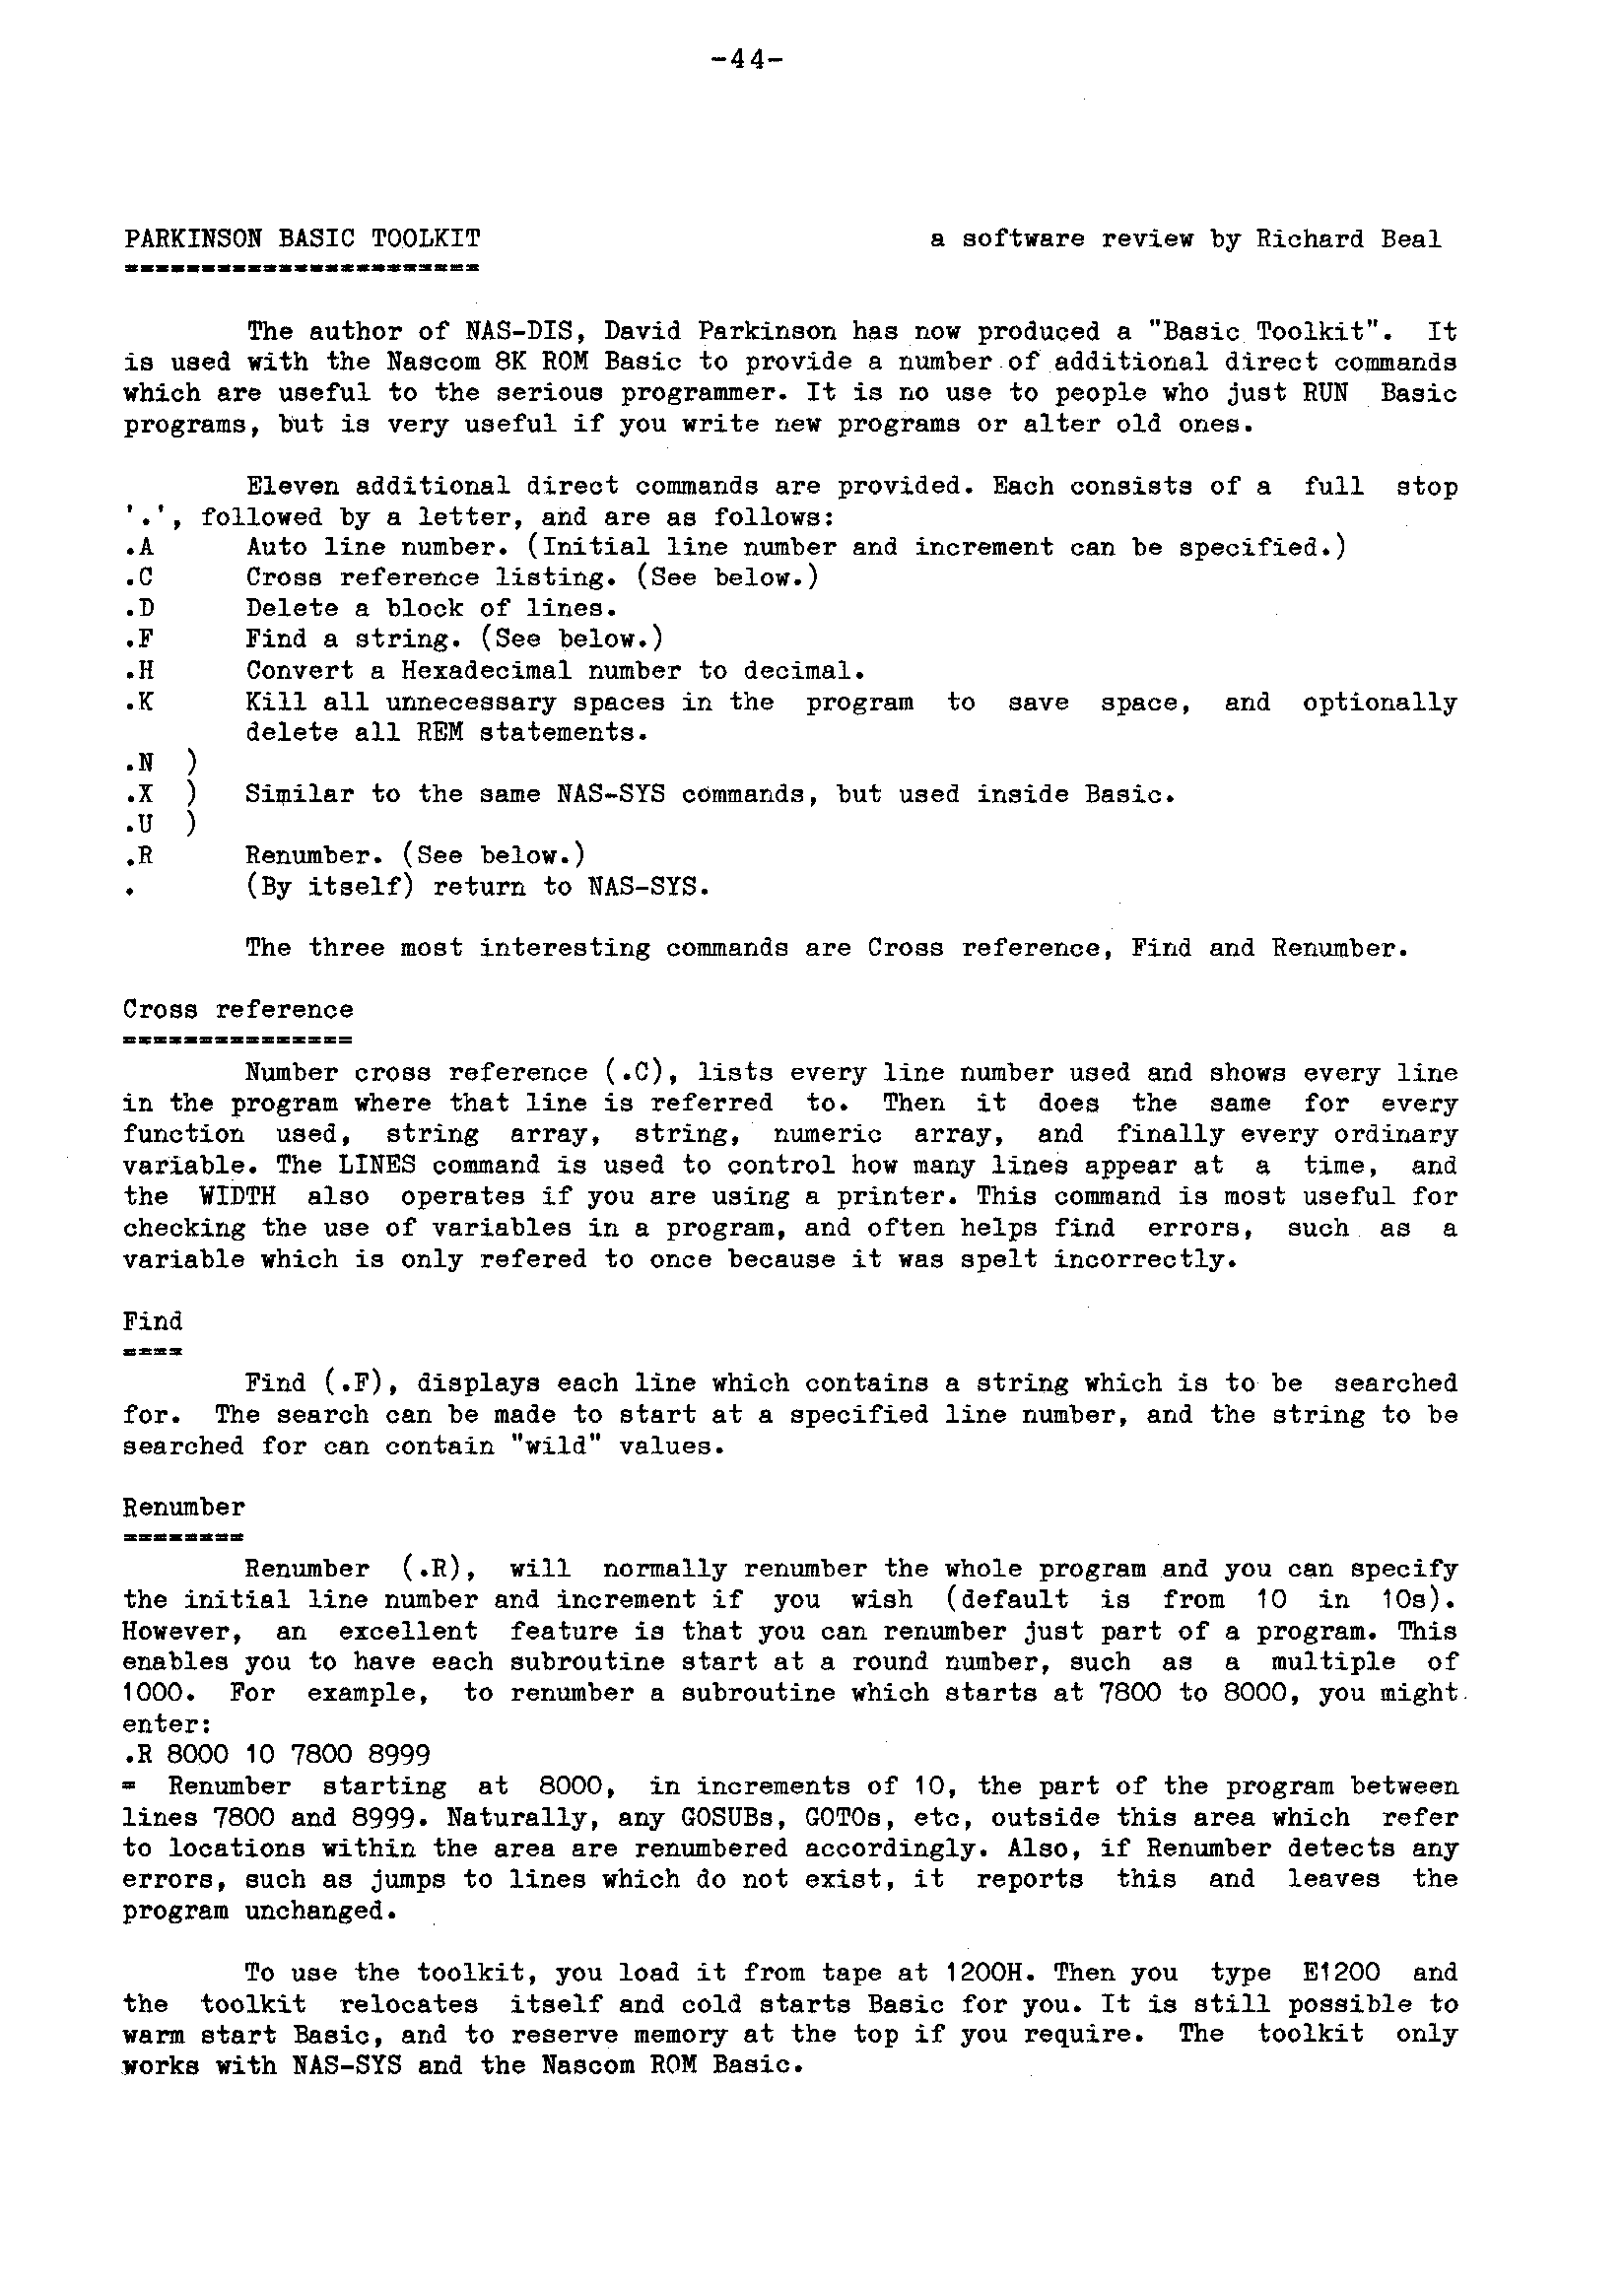 -44-
PARKINSON BASIC TOOLKIT a software review by Richard Beal
=======================
The author of NAS-DIS, David Parkinson has now produced a "Basic Toolkit". It
is used with the Nascom 8K ROM Basic to provide a number of additional direct commands
which are useful to the serious programmer. It is no use to people who just RUN Basic
programs, but is very useful if you write new programs or alter old ones.
Eleven additional direct commands are provided. Each consists of a full stop
'.', followed by a letter, and are as follows:
.A Auto line number. (Initial line number and increment can be specified.)
.C Cross reference listing. (See below.)
.D Delete a block of lines.
.F Find a string. (See below.)
.H Convert a Hexadecimal number to decimal.
.K Kill all unnecessary spaces in the program to save space, and optionally
delete all REM statements.
.N )
.X ) Similar to the same NAS-SYS commands, but used inside Basic.
.U )
.R Renumber. (See below.)
. (By itself) return to NAS-SYS.
The three most interesting commands are Cross reference, Find and Renumber.
Cross reference
===============
Number cross reference (.C), lists every line number used and shows every line
in the program where that line is referred to. Then it does the same for every
function used, string array, string, numeric array, and finally every ordinary
variable. The LINES command is used to control how many lines appear at a time, and
the WIDTH also operates if you are using a printer. This command is most useful for
checking the use of variables in a program, and often helps find errors, such as a
variable which is only refered to once because it was spelt incorrectly.
Find
====
Find (.F), displays each line which contains a string which is to be searched
for. The search can be made to start at a specified line number, and the string to be
searched for can contain "wild" values.
Renumber
========
Renumber (.R), will normally renumber the whole program and you can specify
the initial line number and increment if you wish (default is from 10 in 10s).
However, an excellent feature is that you can renumber just part of a program. This
enables you to have each subroutine start at a round number, such as a multiple of
1000. For example, to renumber a subroutine which starts at 7800 to 8000, you might
enter:
.R 8000 10 7800 8999
= Renumber starting at 8000, in increments of 10, the part of the program between
lines 7800 and 8999. Naturally, any GOSUBs, GOTOs, etc, outside this area which refer
to locations within the area are renumbered accordingly. Also, if Renumber detects any
errors, such as jumps to lines which do not exist, it reports this and leaves the
program unchanged.
To use the toolkit, you load it from tape at 1200H. Then you type E1200 and
the toolkit relocates itself and cold starts Basic for you. It is still possible to
warm start Basic, and to reserve memory at the top if you require. The toolkit only
works with NAS-SYS and the Nascom ROM Basic.